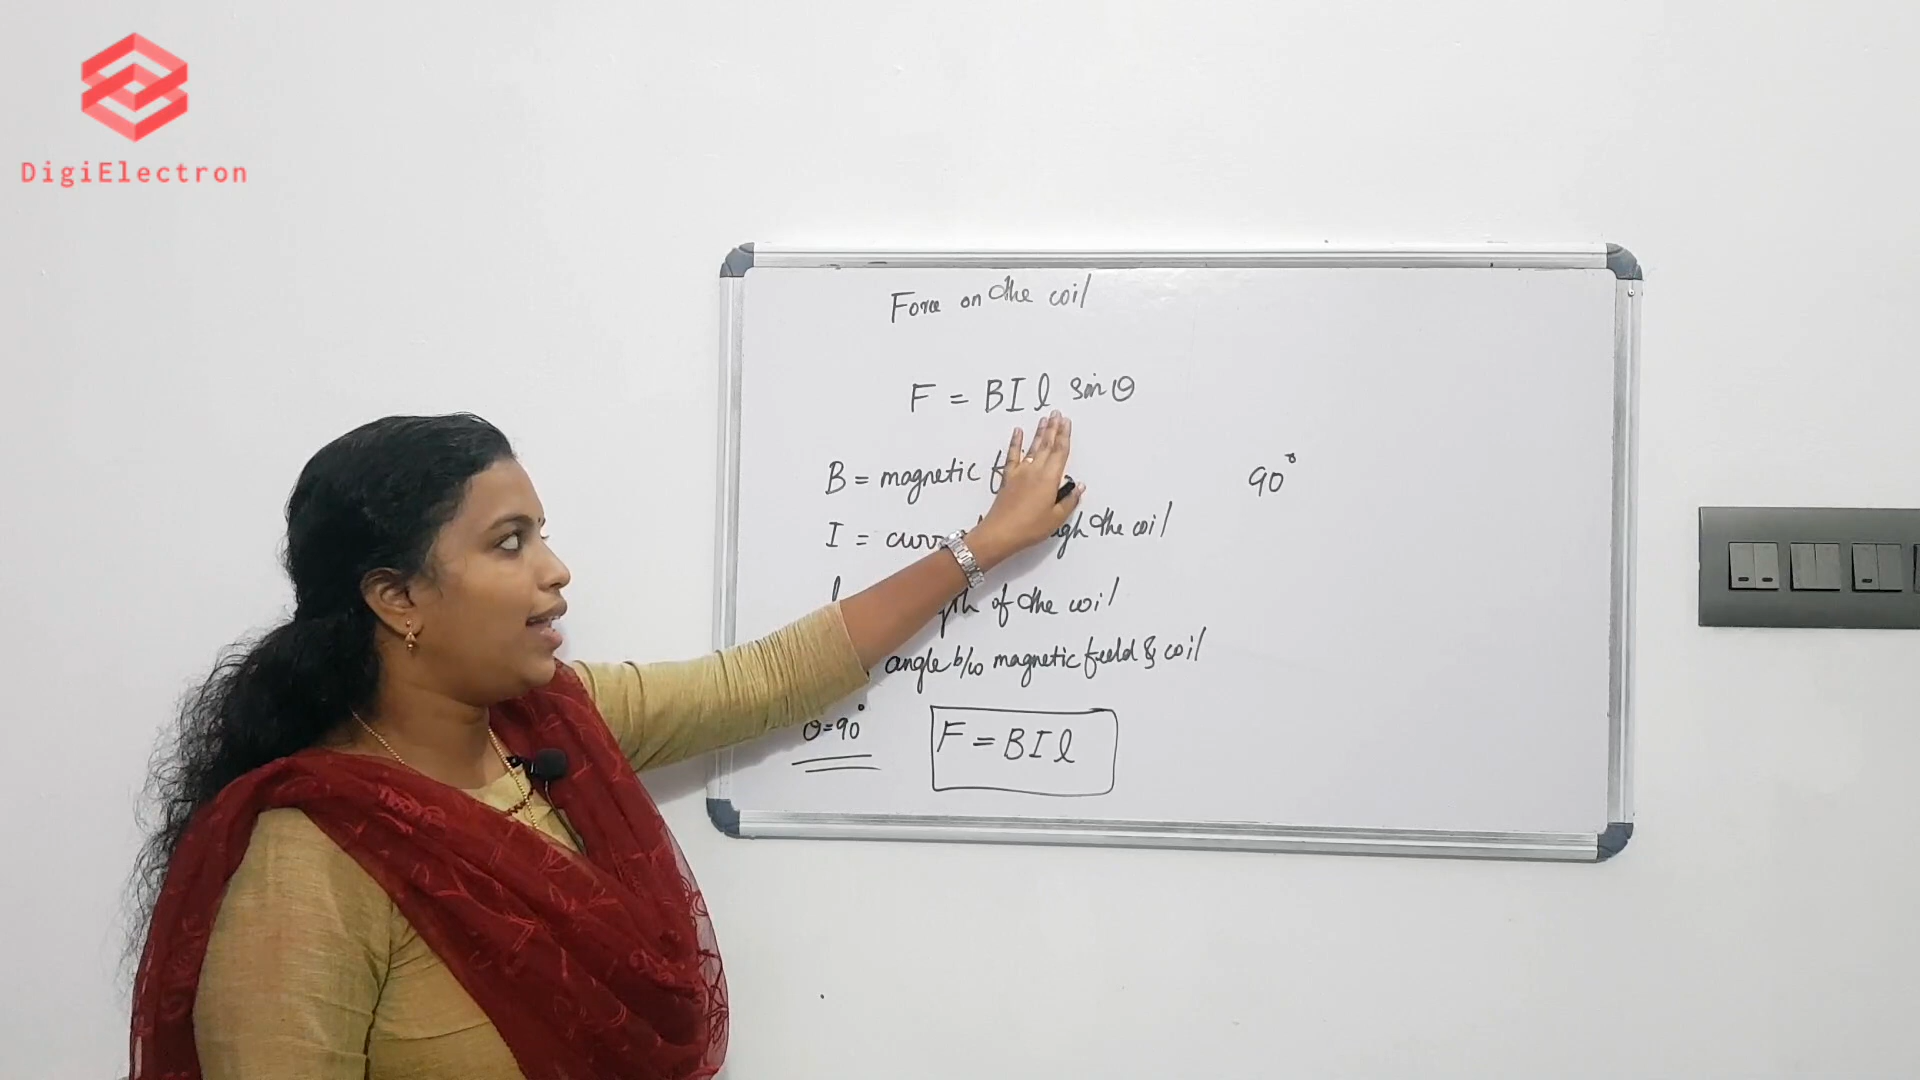 DigiElectron
Force on the coil
F = BIl sin θ
B = magnetic
90°
I = the coil
of the coil
angle b/w magnetic field & coil
θ=90°
F = BIl